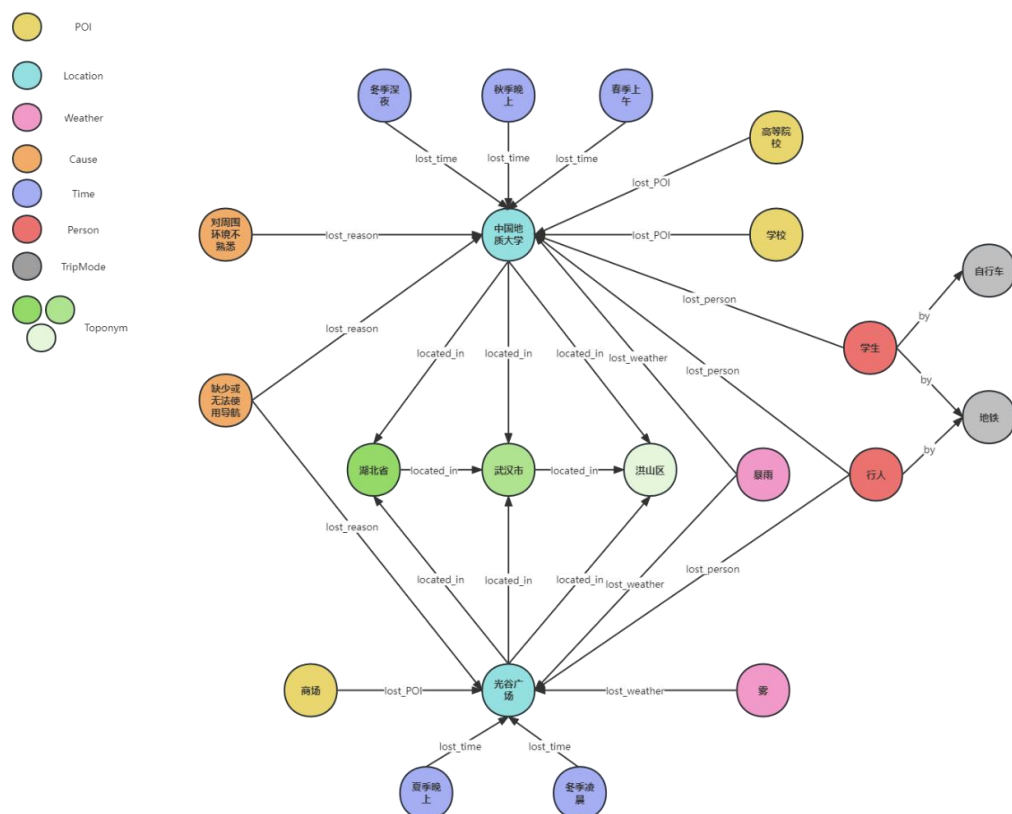 POI
Location
Weather
Cause
Time
Person
TripMode
Toponym
冬季深
夜
秋季晚
上
春季上
午
高等院
校
lost_time
lost_time
lost_time
lost_POI
对周围
环境不
熟悉
lost_reason
中国地
质大学
lost_POI
学校
自行车
lost_person
by
lost_reason
located_in
located_in
located_in
lost_weather
lost_person
学生
by
缺少或
无法使
用导航
地铁
by
湖北省
located_in
武汉市
located_in
洪山区
暴雨
行人
lost_reason
located_in
located_in
located_in
lost_weather
lost_person
商场
lost_POI
光谷广
场
lost_weather
雾
lost_time
lost_time
夏季晚
上
冬季凌
晨